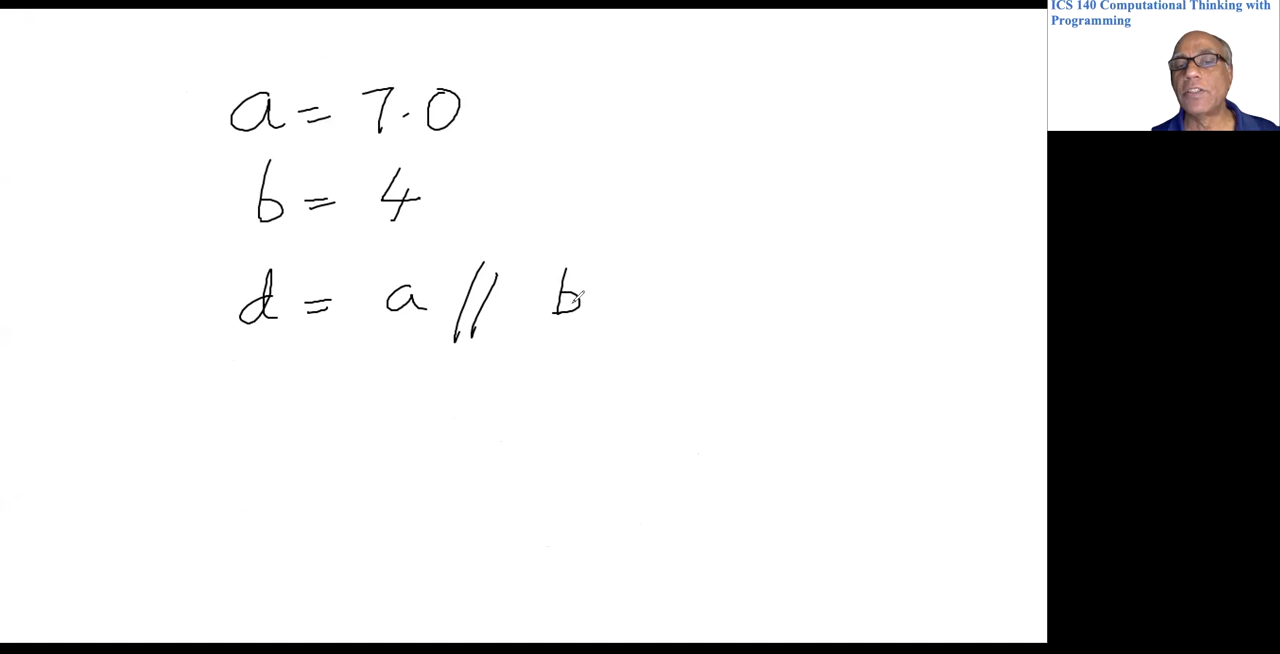 ICS 140 Computational Thinking with
Programming
a = 7.0
b = 4
d = a // b